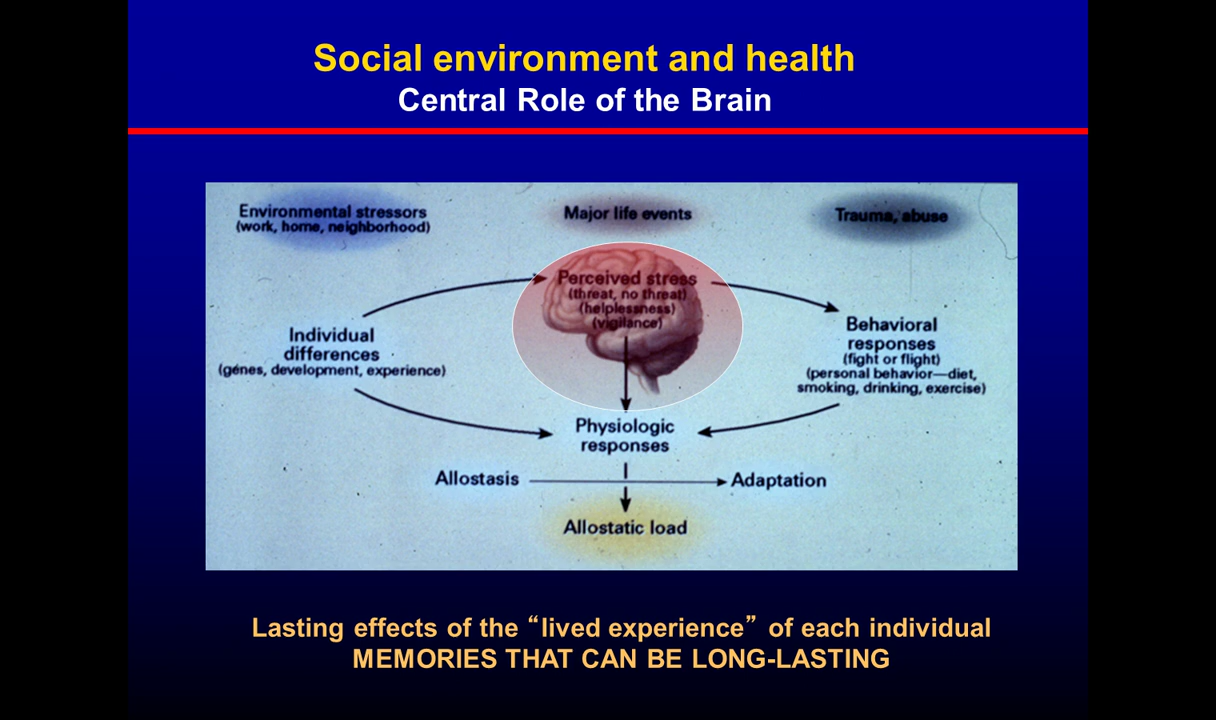 Social environment and health
Central Role of the Brain
Environmental stressors
(work, home, neighborhood)
Major life events
Trauma, abuse
Perceived stress
(threat, no threat)
(helplessness)
(vigilance)
Individual
differences
(genes, development, experience)
Behavioral
responses
(fight or flight)
(personal behavior—diet,
smoking, drinking, exercise)
Physiologic
responses
Allostasis
Adaptation
Allostatic load
Lasting effects of the “lived experience” of each individual
MEMORIES THAT CAN BE LONG-LASTING